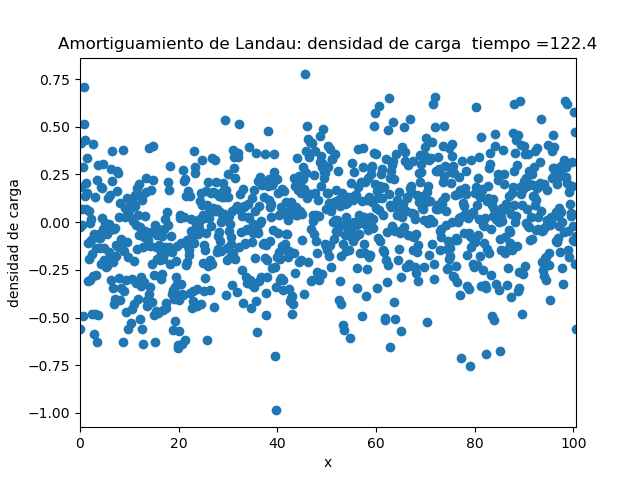 Amortiguamiento de Landau: densidad de carga  tiempo =122.4
0.75
0.50
0.25
0.00
−0.25
−0.50
−0.75
−1.00
densidad de carga
0 20 40 60 80 100
x